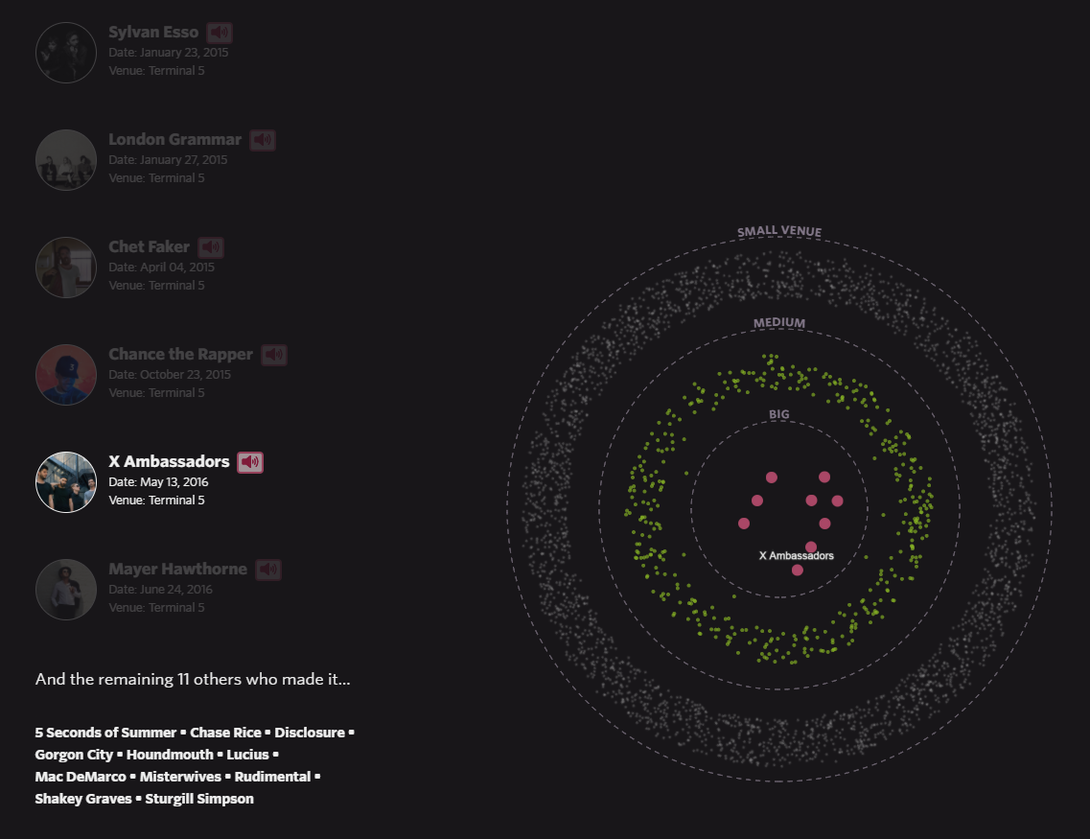 Sylvan Esso
Date: January 23, 2015
Venue: Terminal 5
London Grammar
Date: January 27, 2015
Venue: Terminal 5
Chet Faker
Date: April 04, 2015
Venue: Terminal 5
Chance the Rapper
Date: October 23, 2015
Venue: Terminal 5
X Ambassadors
Date: May 13, 2016
Venue: Terminal 5
Mayer Hawthorne
Date: June 24, 2016
Venue: Terminal 5
And the remaining 11 others who made it...
5 Seconds of Summer ▪ Chase Rice ▪ Disclosure ▪
Gorgon City ▪ Houndmouth ▪ Lucius ▪
Mac DeMarco ▪ Misterwives ▪ Rudimental ▪
Shakey Graves ▪ Sturgill Simpson
SMALL VENUE
MEDIUM
BIG
X Ambassadors